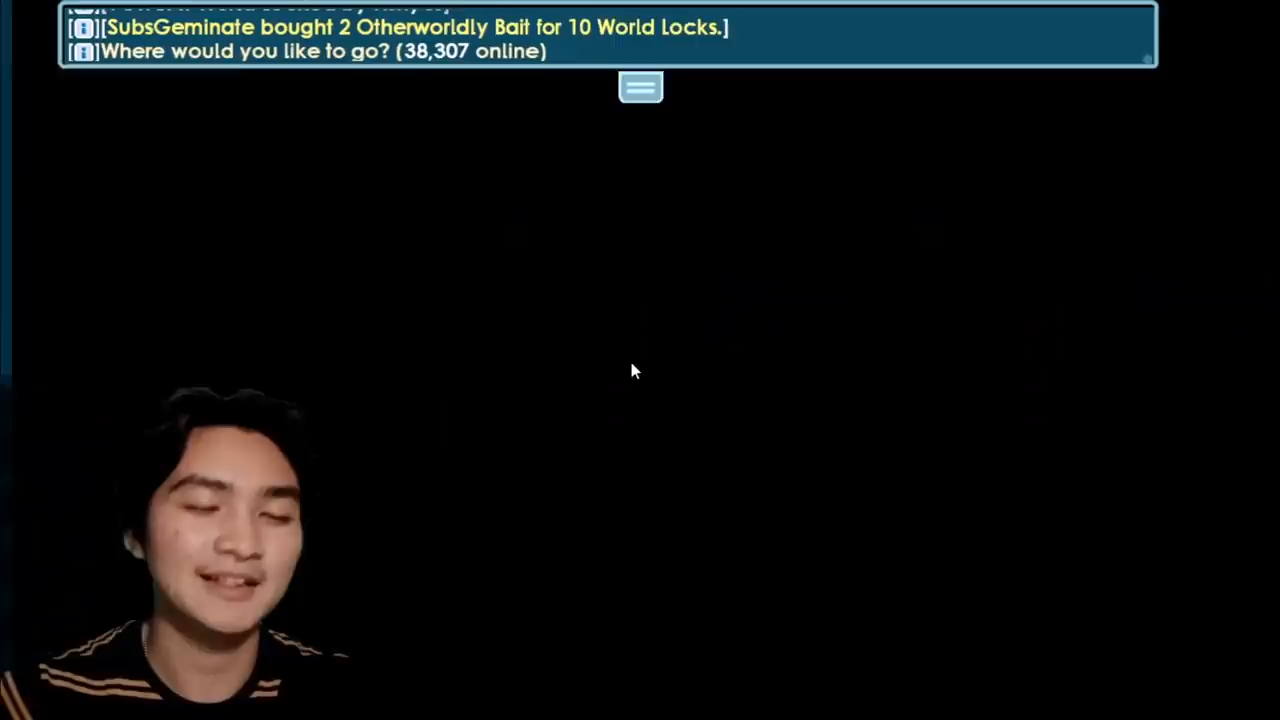 [i][SubsGeminate bought 2 Otherworldly Bait for 10 World Locks.]
[i]Where would you like to go? (38,307 online)